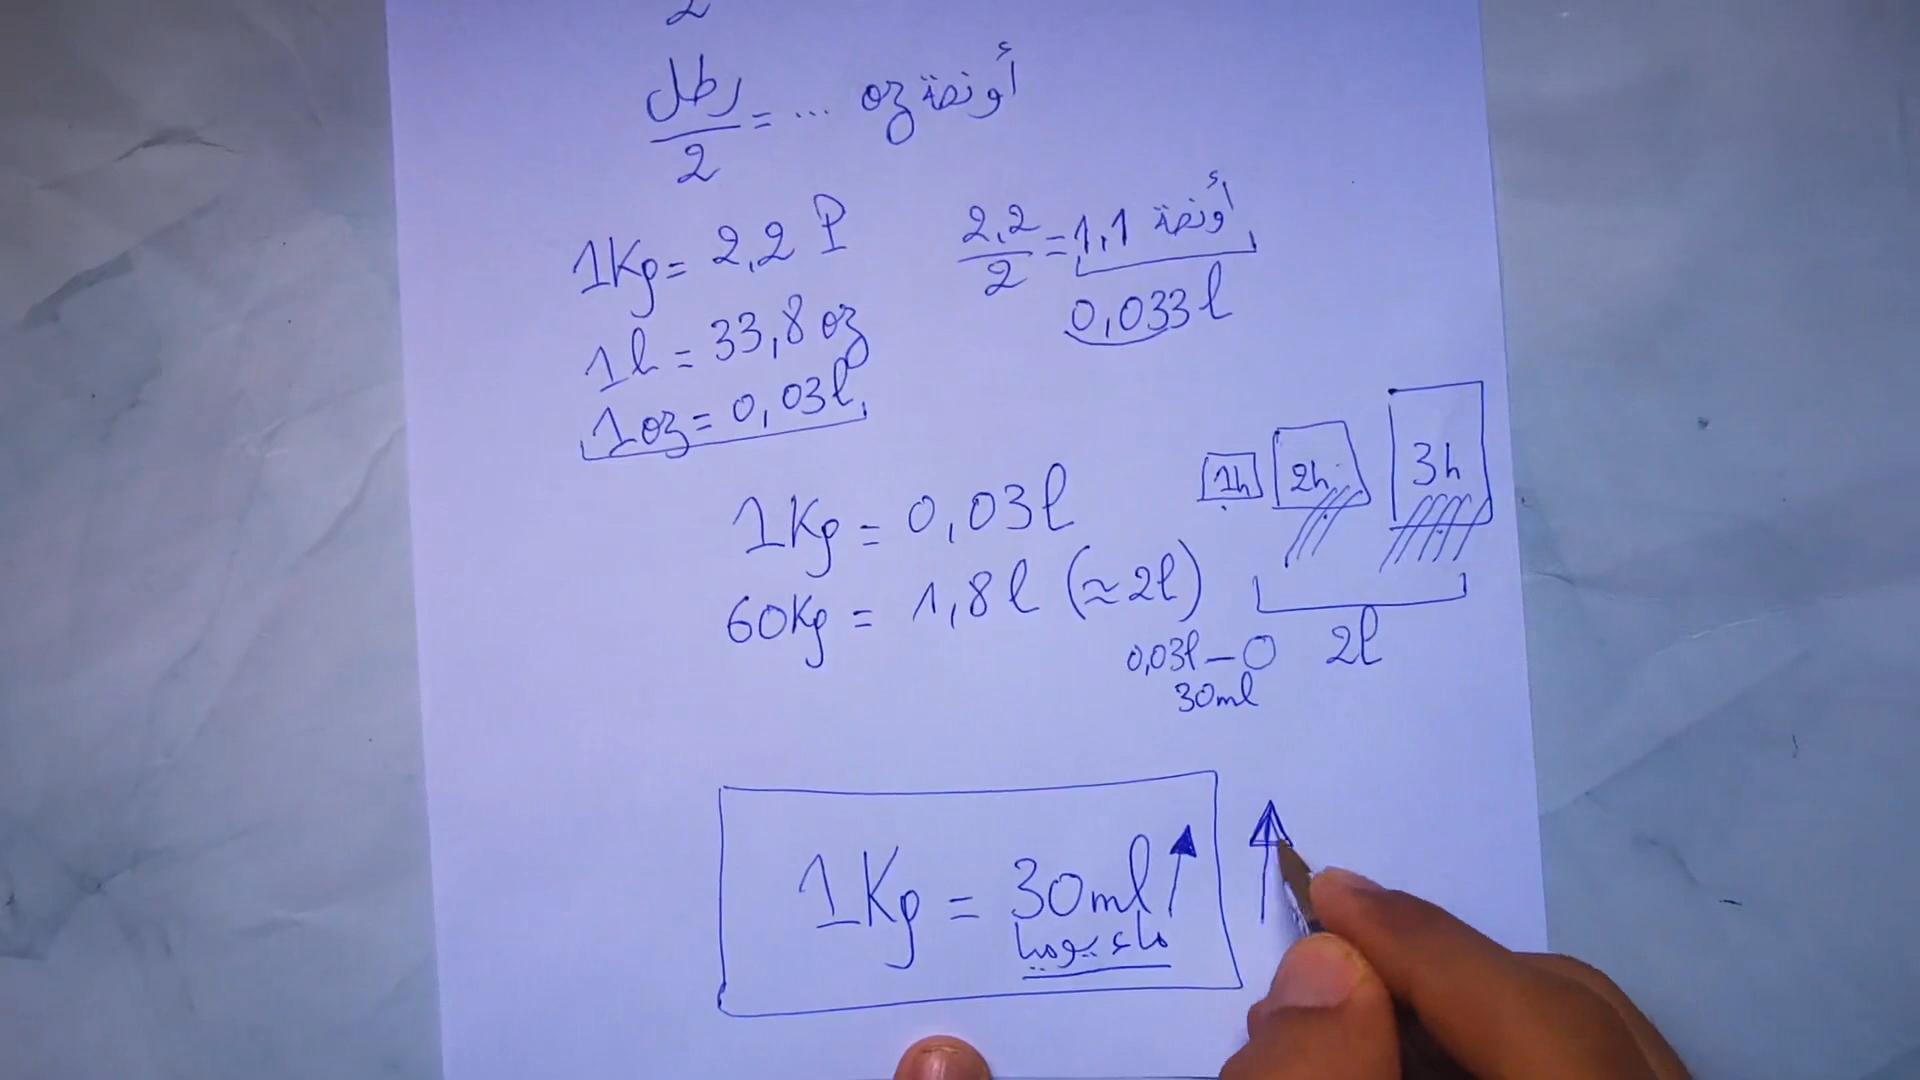 2
رطل
2 = ... oz أونصة
1Kg = 2,2 P
2,2
2 = 1,1 أونصة
0,033 l
1l = 33,8 oz
1oz = 0,03l
1h 2h 3h
1Kg = 0,03l
60Kg = 1,8l (≈2l)
0,03l – O 2l
30ml
1Kg = 30ml
ماء يوميا